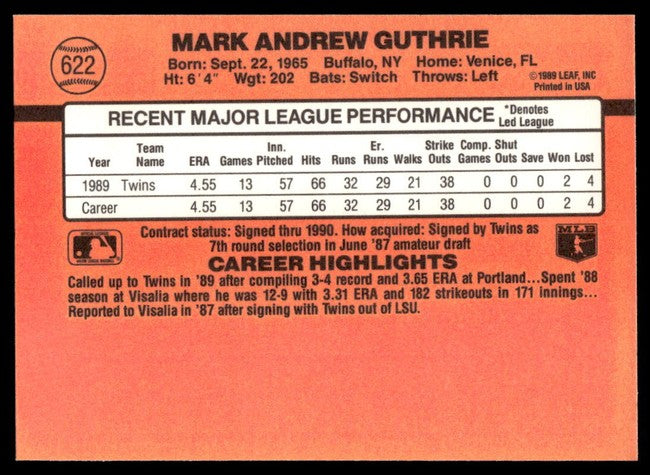 622
MARK ANDREW GUTHRIE
Born: Sept. 22, 1965 Buffalo, NY Home: Venice, FL
Ht: 6' 4" Wgt: 202 Bats: Switch Throws: Left
©1989 LEAF, INC
Printed in USA
RECENT MAJOR LEAGUE PERFORMANCE *Denotes Led League
Year Team Name ERA Games Inn. Pitched Hits Runs Er. Runs Walks Strike Outs Comp. Games Shut Outs Save Won Lost
1989 Twins 4.55 13 57 66 32 29 21 38 0 0 0 2 4
Career 4.55 13 57 66 32 29 21 38 0 0 0 2 4
Contract status: Signed thru 1990. How acquired: Signed by Twins as
7th round selection in June '87 amateur draft
MLB
CAREER HIGHLIGHTS
Called up to Twins in '89 after compiling 3-4 record and 3.65 ERA at Portland...Spent '88
season at Visalia where he was 12-9 with 3.31 ERA and 182 strikeouts in 171 innings...
Reported to Visalia in '87 after signing with Twins out of LSU.